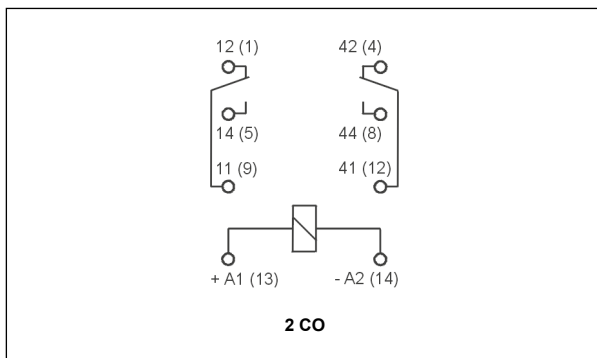 12 (1) 42 (4)
14 (5) 44 (8)
11 (9) 41 (12)
+ A1 (13) - A2 (14)
2 CO